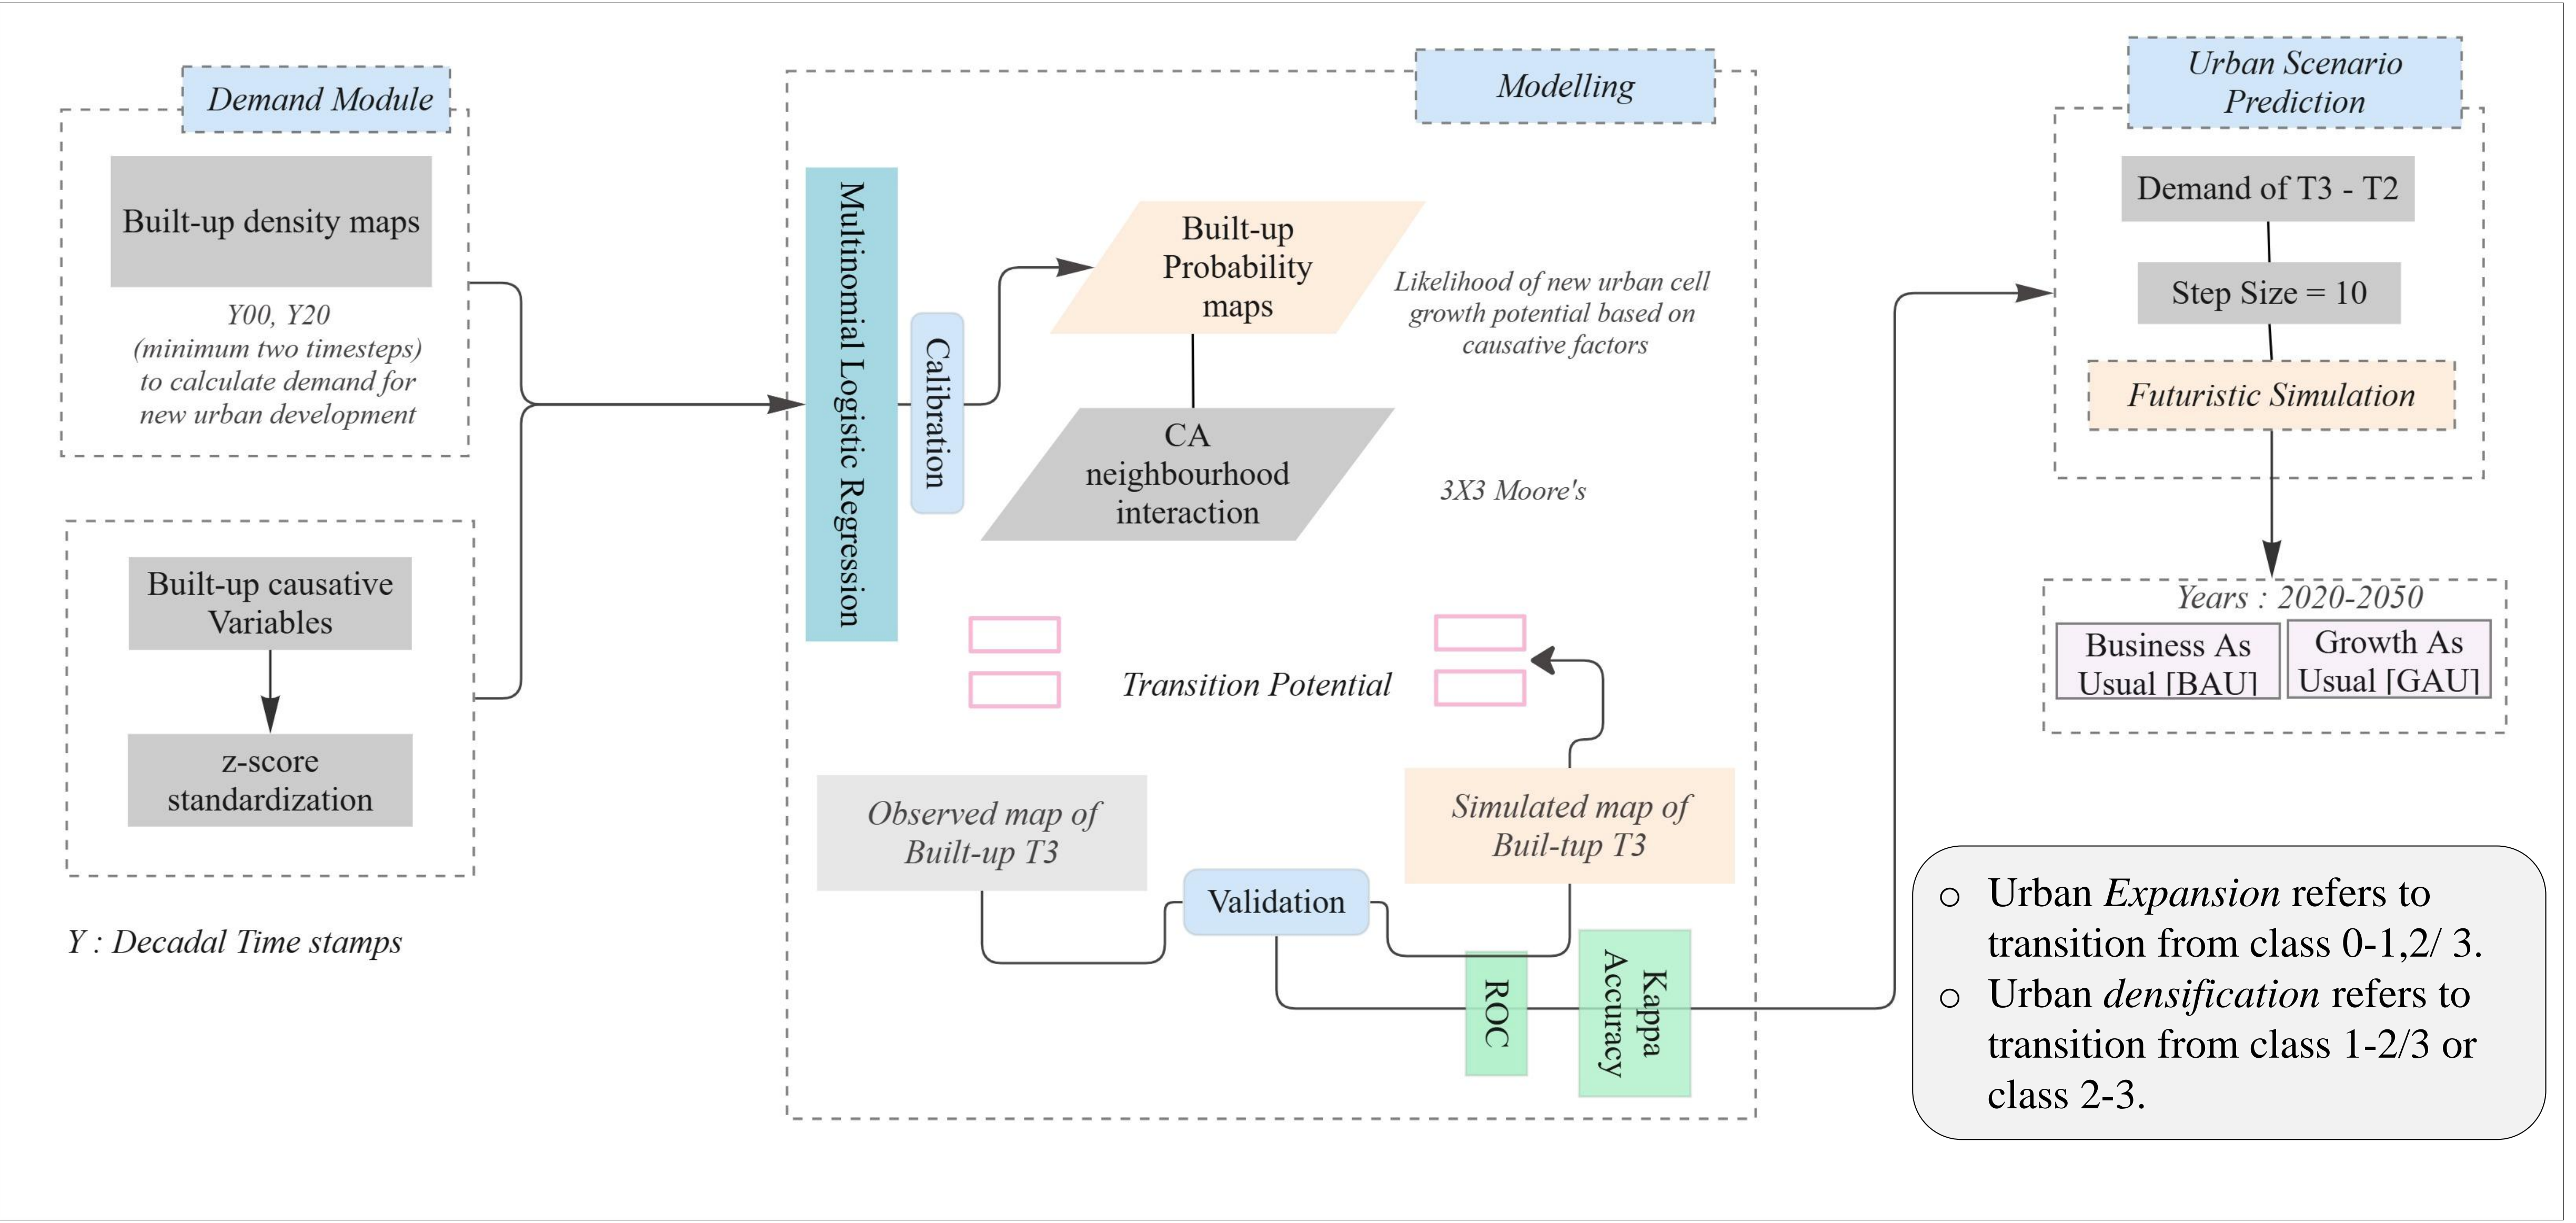 Demand Module
Built-up density maps
Y00, Y20
(minimum two timesteps)
to calculate demand for
new urban development
Built-up causative
Variables
z-score
standardization
Y : Decadal Time stamps
Modelling
Multinomial Logistic Regression
Calibration
Built-up
Probability
maps
Likelihood of new urban cell
growth potential based on
causative factors
CA
neighbourhood
interaction
3X3 Moore's
Transition Potential
Observed map of
Built-up T3
Simulated map of
Buil-tup T3
Validation
ROC
Kappa
Accuracy
Urban Scenario
Prediction
Demand of T3 - T2
Step Size = 10
Futuristic Simulation
Years : 2020-2050
Business As
Usual [BAU]
Growth As
Usual [GAU]
○ Urban Expansion refers to
transition from class 0-1,2/ 3.
○ Urban densification refers to
transition from class 1-2/3 or
class 2-3.